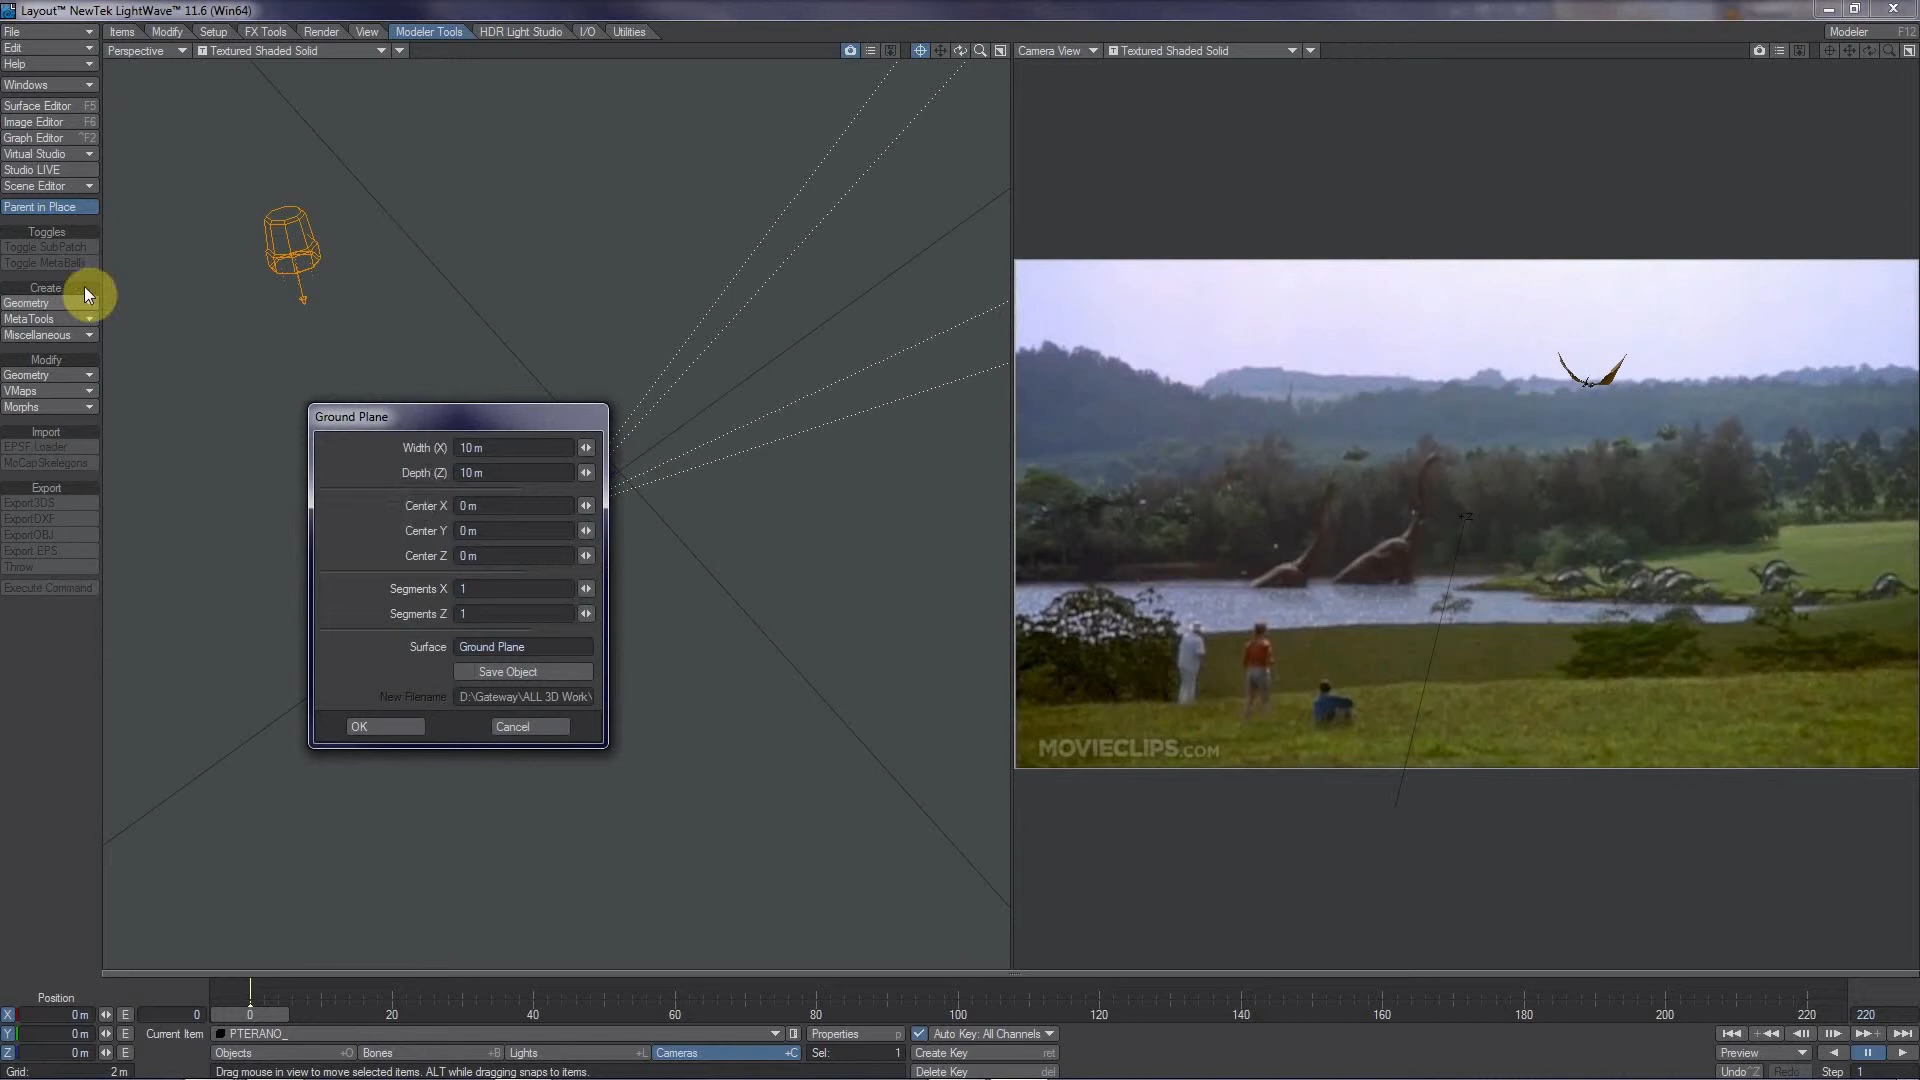 Layout™ NewTek LightWave™ 11.6 (Win64)
File
Edit
Help
Windows
Surface Editor F5
Image Editor F6
Graph Editor ^F2
Virtual Studio
Studio LIVE
Scene Editor
Parent in Place
Toggles
Toggle SubPatch
Toggle MetaBalls
Create
Geometry
MetaTools
Miscellaneous
Modify
Geometry
VMaps
Morphs
Import
EPSF Loader
MoCapSkelegons
Export
Export3DS
ExportDXF
ExportOBJ
Export EPS
Throw
Execute Command
Items Modify Setup FX Tools Render View Modeler Tools HDR Light Studio I/O Utilities
Modeler F12
Perspective T Textured Shaded Solid
Camera View T Textured Shaded Solid
+Z
MOVIECLIPS.COM
Ground Plane
Width (X) 10 m
Depth (Z) 10 m
Center X 0 m
Center Y 0 m
Center Z 0 m
Segments X 1
Segments Z 1
Surface Ground Plane
Save Object
New Filename D:\Gateway\ALL 3D Work\
OK Cancel
Position
X 0 m E 0
Y 0 m E
Z 0 m E
Grid: 2 m
0 20 40 60 80 100 120 140 160 180 200 220 220
Current Item PTERANO_ Properties p Auto Key: All Channels
Objects +O Bones +B Lights +L Cameras +C Sel: 1 Create Key ret
Drag mouse in view to move selected items. ALT while dragging snaps to items. Delete Key del
Preview
Undo ^Z Redo Step 1